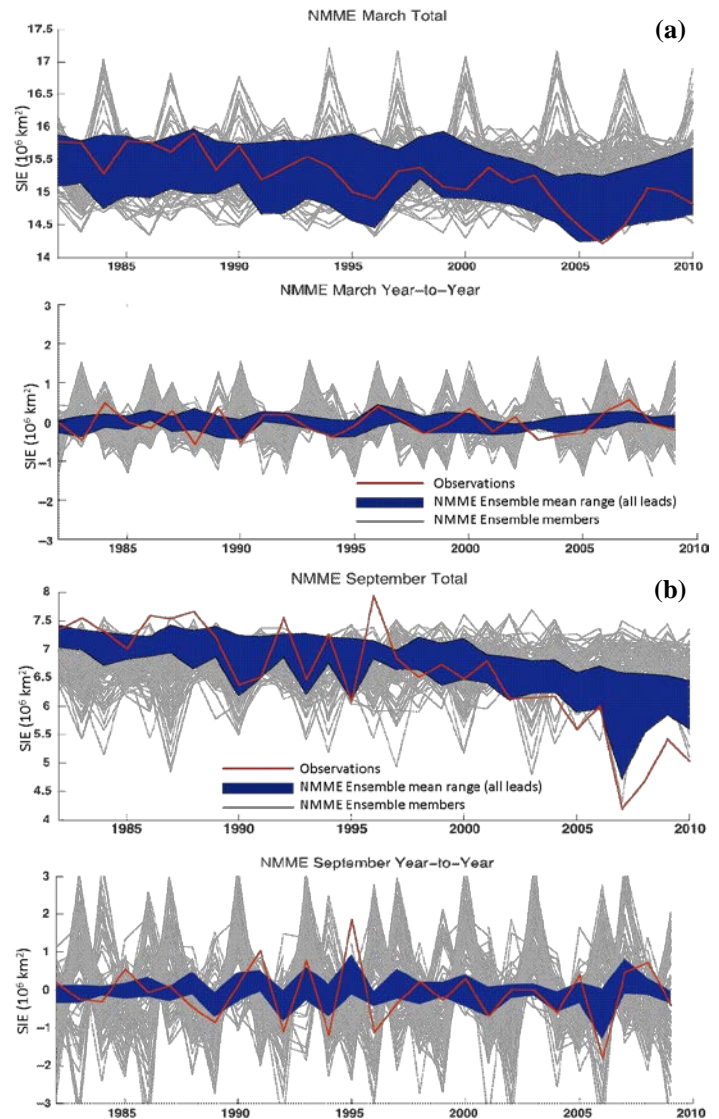 NMME March Total
(a)
17.5
17
16.5
16
15.5
15
14.5
14
SIE (10⁶ km²)
1985 1990 1995 2000 2005 2010
NMME March Year-to-Year
3
2
1
0
-1
-2
-3
SIE (10⁶ km²)
Observations
NMME Ensemble mean range (all leads)
NMME Ensemble members
1985 1990 1995 2000 2005 2010
NMME September Total
(b)
8
7.5
7
6.5
6
5.5
5
4.5
4
SIE (10⁶ km²)
Observations
NMME Ensemble mean range (all leads)
NMME Ensemble members
1985 1990 1995 2000 2005 2010
NMME September Year-to-Year
3
2
1
0
-1
-2
-3
SIE (10⁶ km²)
1985 1990 1995 2000 2005 2010